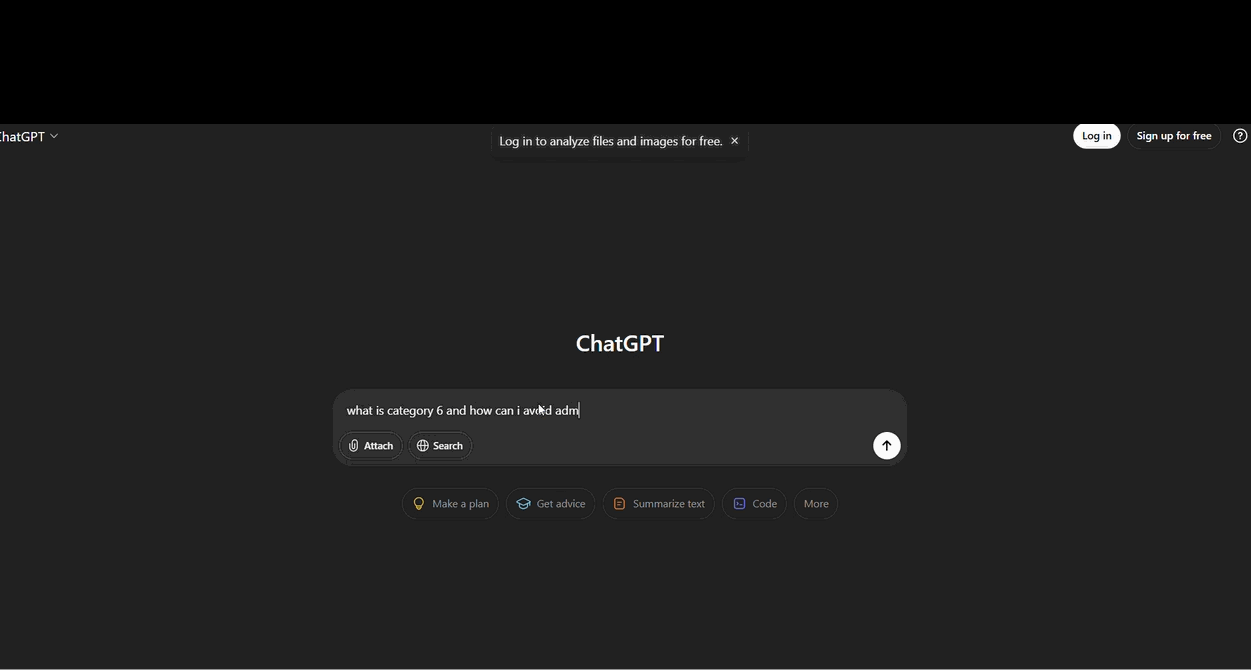 ChatGPT
Log in to analyze files and images for free.
Log in
Sign up for free
ChatGPT
what is category 6 and how can i avoid adm
Attach
Search
Make a plan
Get advice
Summarize text
Code
More